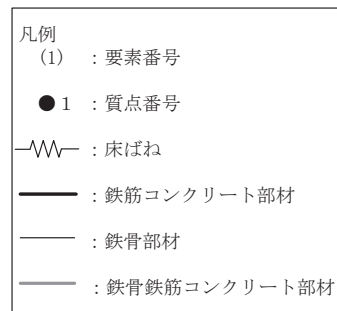 凡例
(1) : 要素番号
●1 : 質点番号
: 床ばね
: 鉄筋コンクリート部材
: 鉄骨部材
: 鉄骨鉄筋コンクリート部材